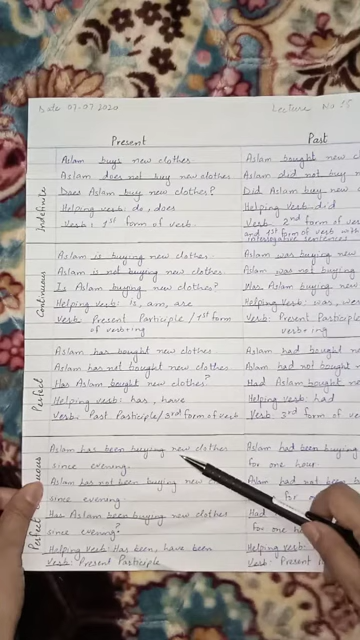 Date 07-07-2020
Lecture No
Present
Past
Indefinite
Aslam buys new clothes
Aslam does not buy new clothes
Does Aslam buy new clothes?
Helping verb: do, does
Verb: 1st form of verb
Aslam bought new
Aslam did not buy
Did Aslam buy new
Helping verb: did
Verb: 2nd form of
and 1st form of verb with
interrogative sentences
Continuous
Aslam is buying new clothes.
Aslam is not buying new clothes.
Is Aslam buying new clothes?
Helping verb: is, am, are
Verb: Present Participle/1st form
of verb+ing
Aslam was buying new
Aslam was not buying
Was Aslam buying new
Helping verb: was,
Verb: Present
verb+ing
Perfect
Aslam has bought new clothes.
Aslam has not bought new clothes.
Has Aslam bought new clothes?
Helping verb: has, have
Verb: Past Participle/3rd form of verb
Aslam had bought
Aslam had not bought
Had Aslam bought
Helping verb: had
Verb: 3rd form of
Perfect
Aslam has been buying new clothes
since evening.
Aslam has not been buying new
since evening.
Has Aslam been buying new clothes
since evening?
Helping verb: Has been, have been
Verb: Present Participle
Aslam had been buying
for one hour.
Aslam had not been
for
Had
for one
Helping verb:
Verb: Present